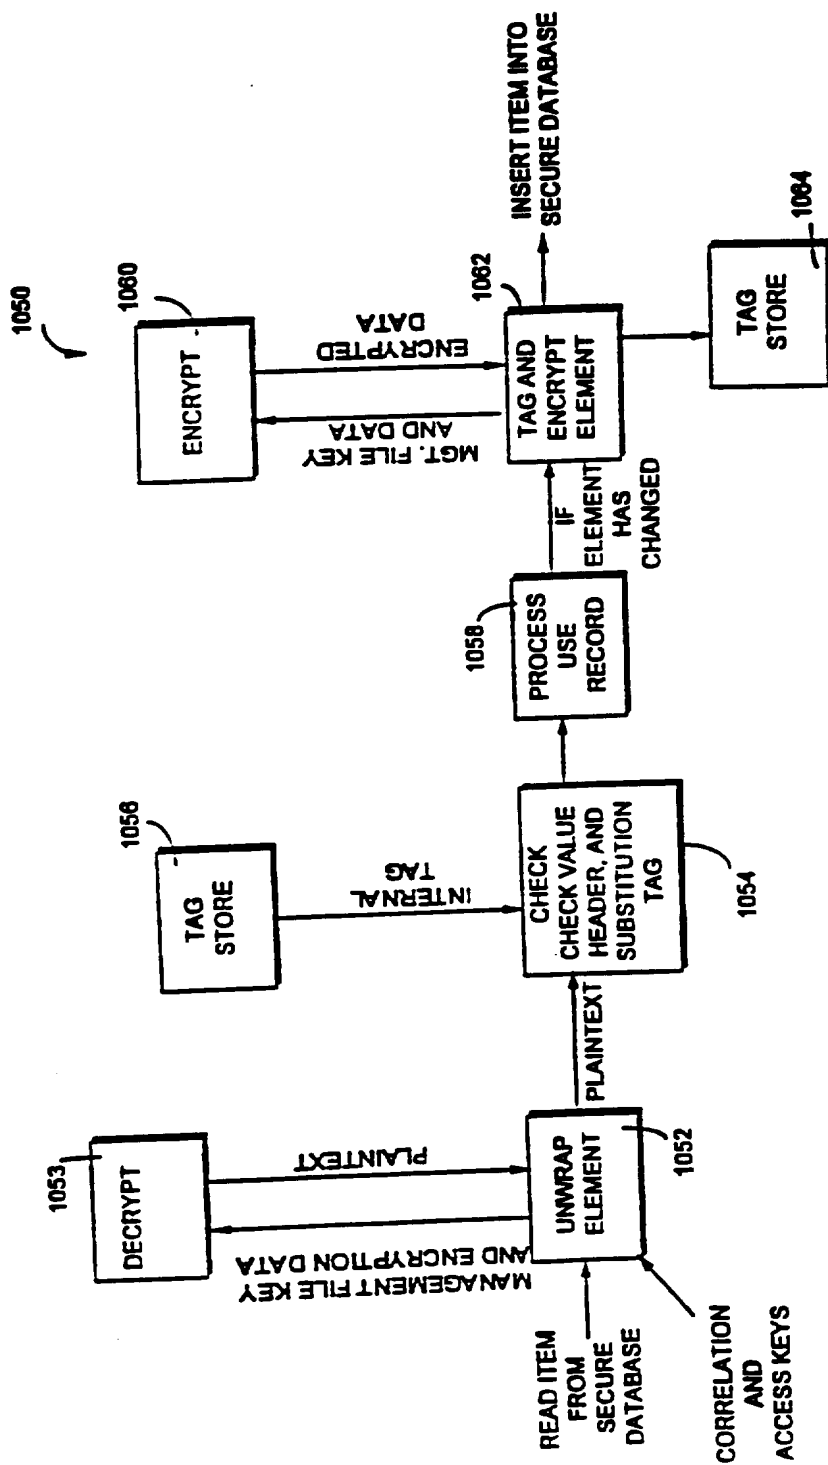 1050
1053
DECRYPT
MANAGEMENT FILE KEY
AND ENCRYPTION DATA
PLAINTEXT
READ ITEM
FROM
SECURE
DATABASE
CORRELATION
AND
ACCESS KEYS
UNWRAP
ELEMENT
1052
PLAINTEXT
1056
TAG
STORE
INTERNAL
TAG
CHECK
CHECK VALUE
HEADER, AND
SUBSTITUTION
TAG
1054
1058
PROCESS
USE
RECORD
IF
ELEMENT
HAS
CHANGED
1060
ENCRYPT
MGT. FILE KEY
AND DATA
ENCRYPTED
DATA
1062
TAG AND
ENCRYPT
ELEMENT
INSERT ITEM INTO
SECURE DATABASE
TAG
STORE
1064